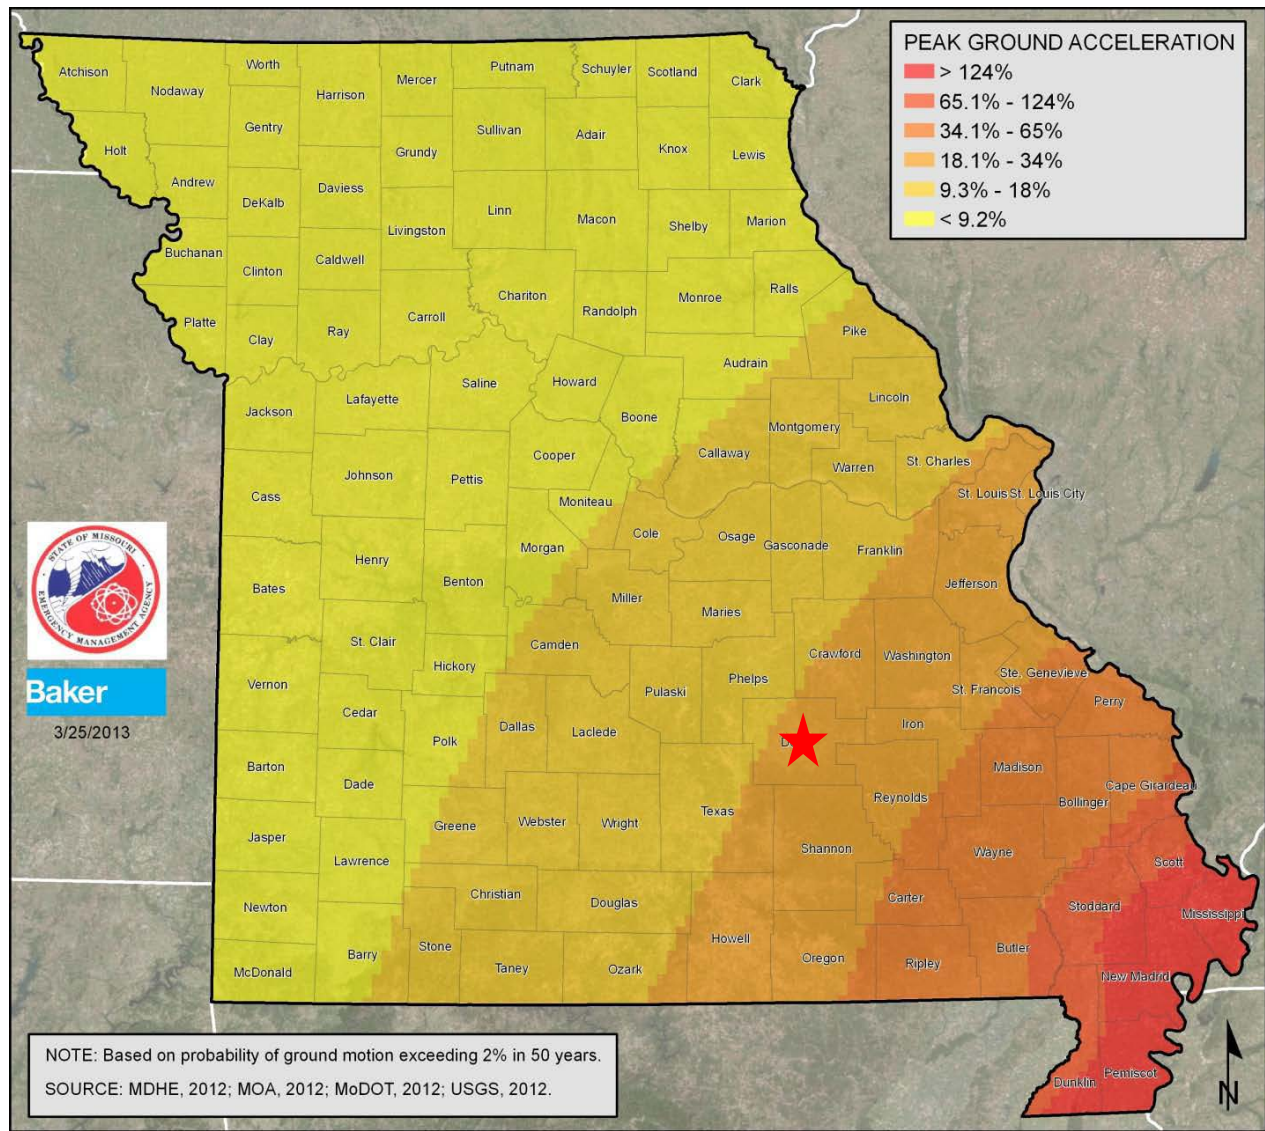 PEAK GROUND ACCELERATION
> 124%
65.1% - 124%
34.1% - 65%
18.1% - 34%
9.3% - 18%
< 9.2%
Atchison
Nodaway
Worth
Harrison
Mercer
Putnam
Schuyler
Scotland
Clark
Holt
Gentry
Sullivan
Adair
Grundy
Knox
Lewis
Andrew
DeKalb
Daviess
Linn
Macon
Shelby
Marion
Livingston
Buchanan
Clinton
Caldwell
Chariton
Randolph
Monroe
Ralls
Platte
Clay
Ray
Carroll
Pike
Audrain
Saline
Howard
Jackson
Lafayette
Boone
Lincoln
Montgomery
Callaway
Warren
St. Charles
Cooper
Johnson
Pettis
Cass
Moniteau
St. Louis
St. Louis City
Cole
Osage
Gasconade
Franklin
Morgan
Henry
Benton
Bates
Miller
Maries
Jefferson
St. Clair
Camden
Crawford
Washington
Hickory
Vernon
Pulaski
Phelps
Ste. Genevieve
St. Francois
Perry
Cedar
Dallas
Laclede
Iron
Polk
Barton
Dade
Madison
Cape Girardeau
Bollinger
Reynolds
Texas
Jasper
Greene
Webster
Wright
Shannon
Wayne
Lawrence
Scott
Christian
Douglas
Carter
Stoddard
Mississippi
Newton
Barry
Stone
Howell
Oregon
Butler
McDonald
Taney
Ozark
Ripley
New Madrid
Dunklin
Pemiscot
STATE OF MISSOURI
EMERGENCY MANAGEMENT AGENCY
Baker
3/25/2013
NOTE: Based on probability of ground motion exceeding 2% in 50 years.
SOURCE: MDHE, 2012; MOA, 2012; MoDOT, 2012; USGS, 2012.
N